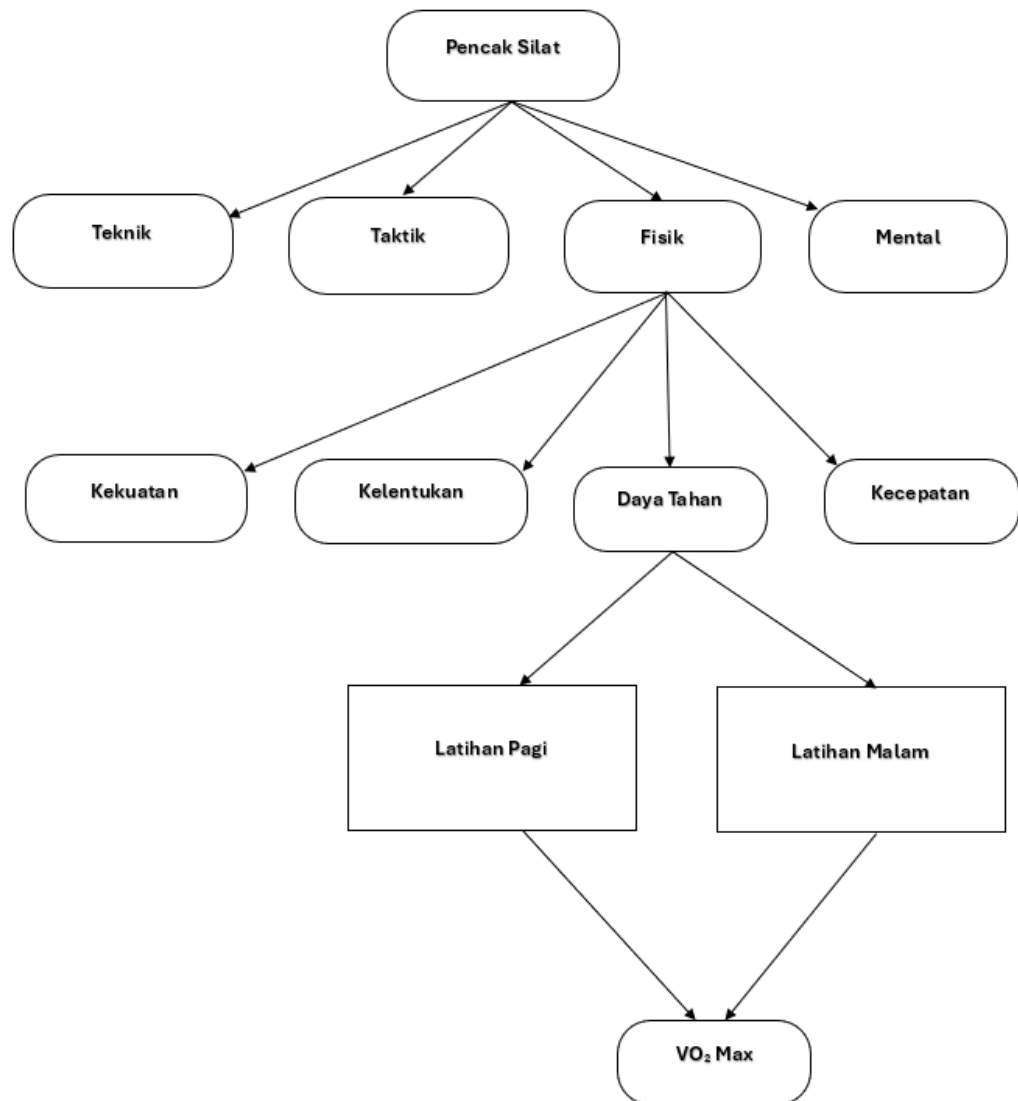 Pencak Silat
Teknik
Taktik
Fisik
Mental
Kekuatan
Kelentukan
Daya Tahan
Kecepatan
Latihan Pagi
Latihan Malam
VO₂ Max